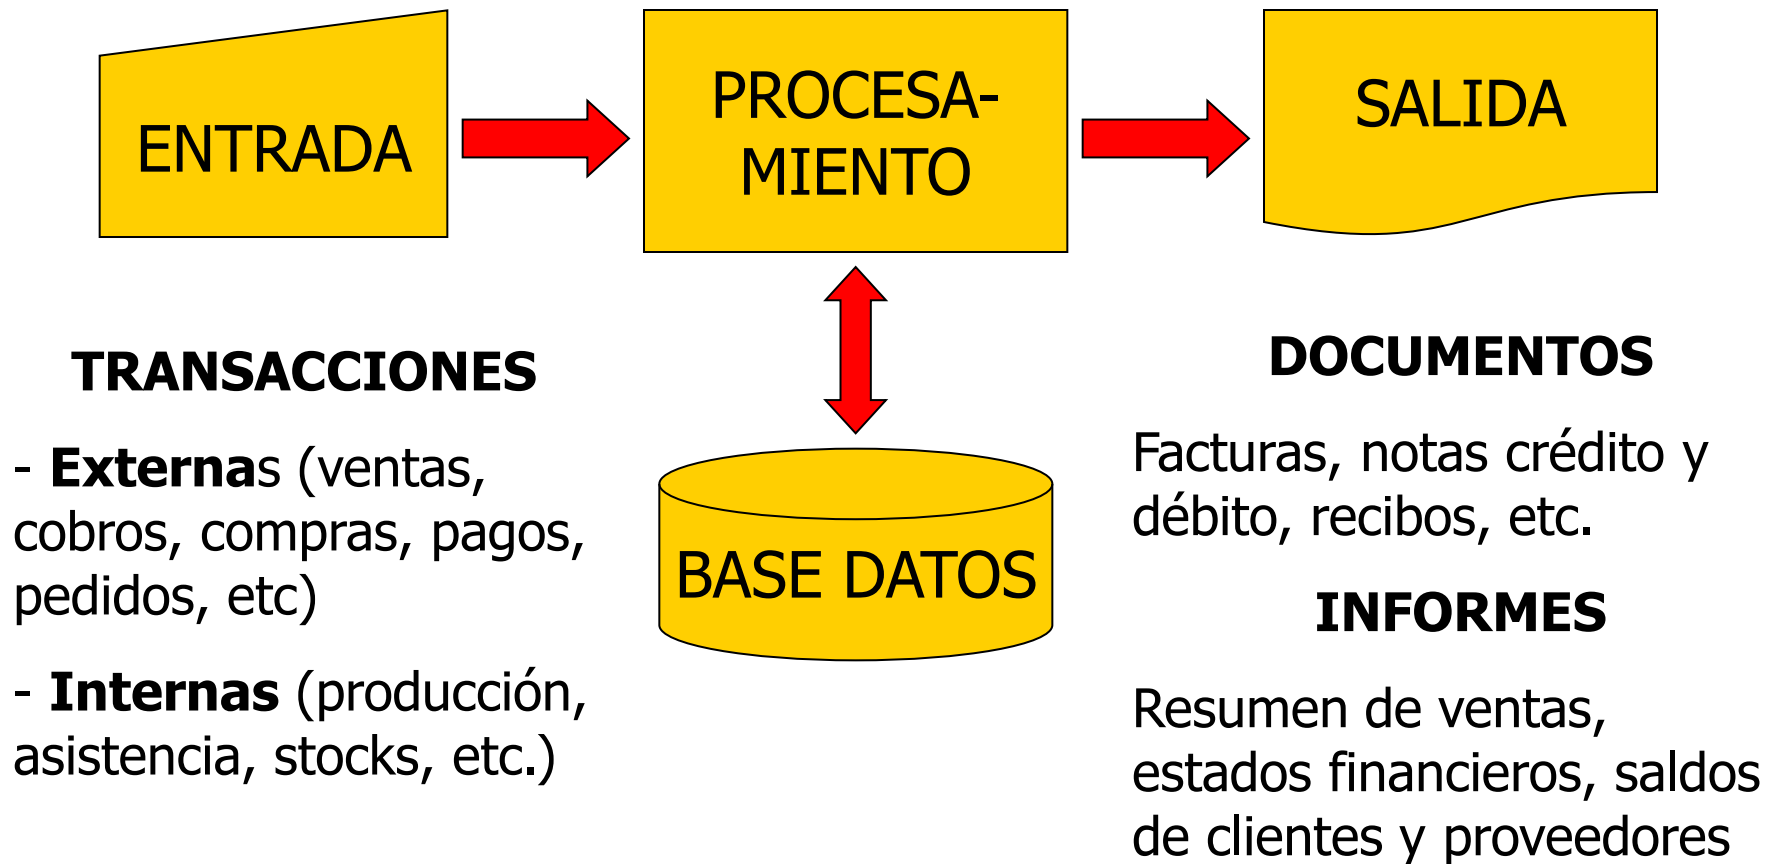 ENTRADA
PROCESA-
MIENTO
SALIDA
TRANSACCIONES
- Externas (ventas,
cobros, compras, pagos,
pedidos, etc)
- Internas (producción,
asistencia, stocks, etc.)
BASE DATOS
DOCUMENTOS
Facturas, notas crédito y
débito, recibos, etc.
INFORMES
Resumen de ventas,
estados financieros, saldos
de clientes y proveedores